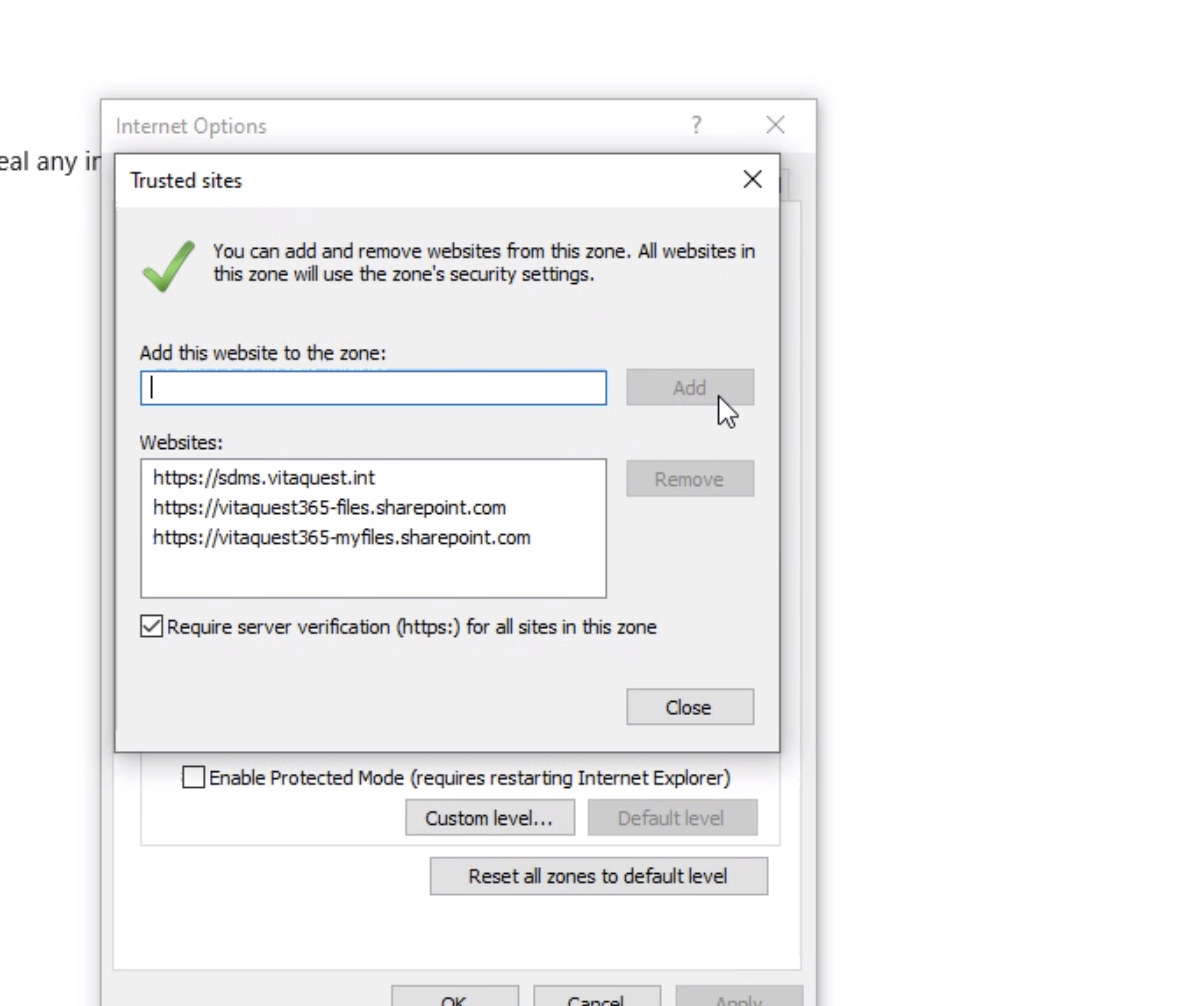 Internet Options
?
eal any in
Trusted sites
You can add and remove websites from this zone. All websites in
this zone will use the zone's security settings.
Add this website to the zone:
Add
Websites:
https://sdms.vitaquest.int
https://vitaquest365-files.sharepoint.com
https://vitaquest365-myfiles.sharepoint.com
Remove
Require server verification (https:) for all sites in this zone
Close
Enable Protected Mode (requires restarting Internet Explorer)
Custom level...
Default level
Reset all zones to default level
OK
Cancel
Apply